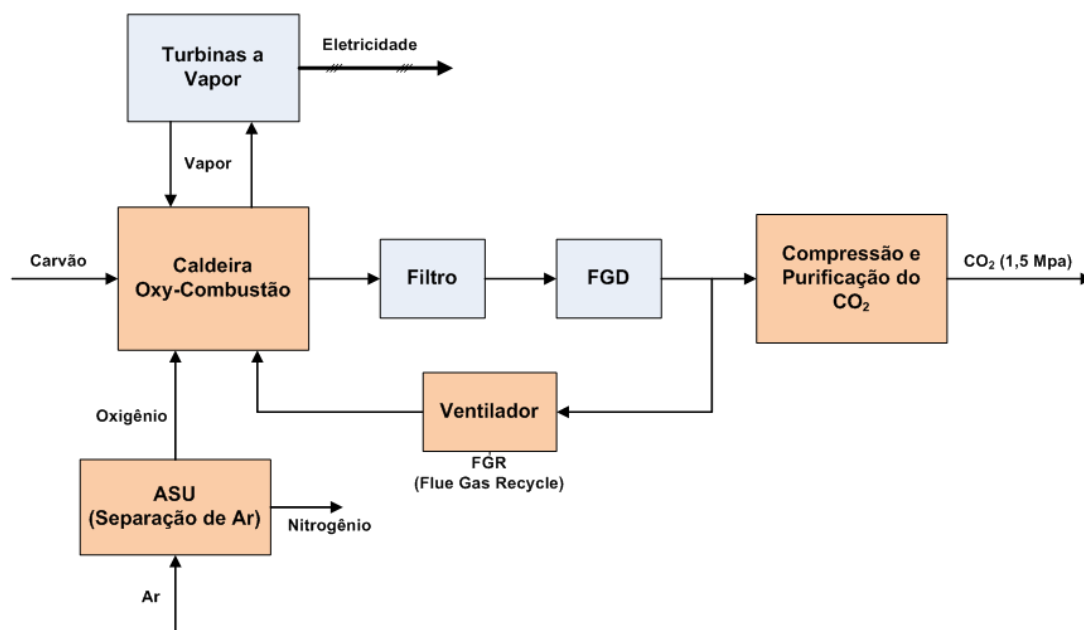 Turbinas a
Vapor
Eletricidade
Vapor
Carvão
Caldeira
Oxy-Combustão
Filtro
FGD
Compressão e
Purificação do
CO₂
CO₂ (1,5 Mpa)
Oxigênio
Ventilador
FGR
(Flue Gas Recycle)
ASU
(Separação de Ar)
Nitrogênio
Ar